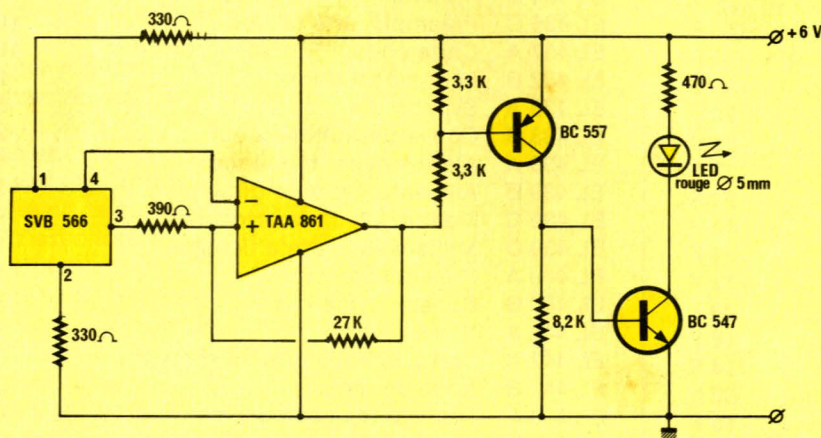 330Ω
+6 V
3,3 K
470Ω
BC 557
LED
rouge Ø 5mm
1
4
SVB 566
3
390Ω
−
+
TAA 861
3,3 K
2
27 K
330Ω
8,2 K
BC 547